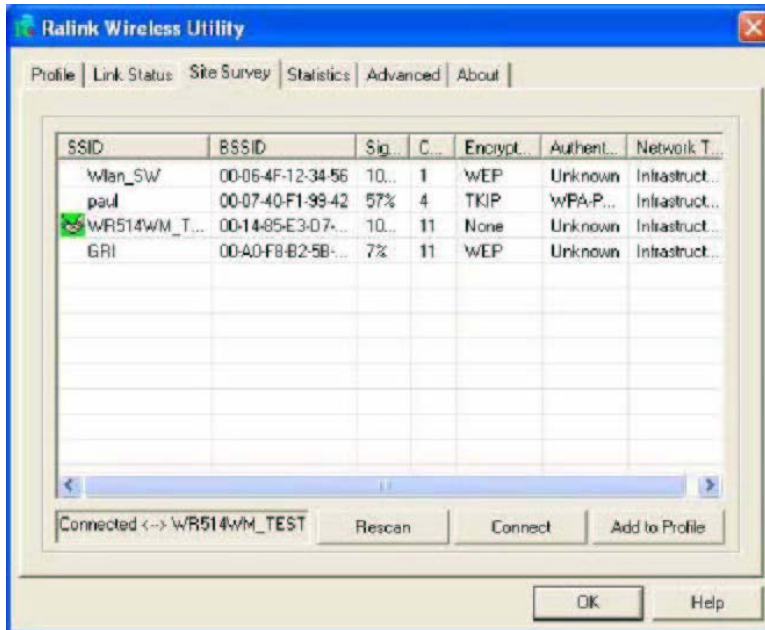 Ralink Wireless Utility
Profile Link Status Site Survey Statistics Advanced About
SSID BSSID Sig... C... Encrypt... Authent... Network T...
Wlan_SW 00-06-4F-12-34-56 10... 1 WEP Unknown Infrastruct...
paul 00-07-40-F1-99-42 57% 4 TKIP WPA-P... Infrastruct...
WR514WM_T... 00-14-85-E3-D7-... 10... 11 None Unknown Infrastruct...
GRI 00-A0-F8-B2-5B-... 7% 11 WEP Unknown Infrastruct...
Connected <--> WR514WM_TEST Rescan Connect Add to Profile
OK Help